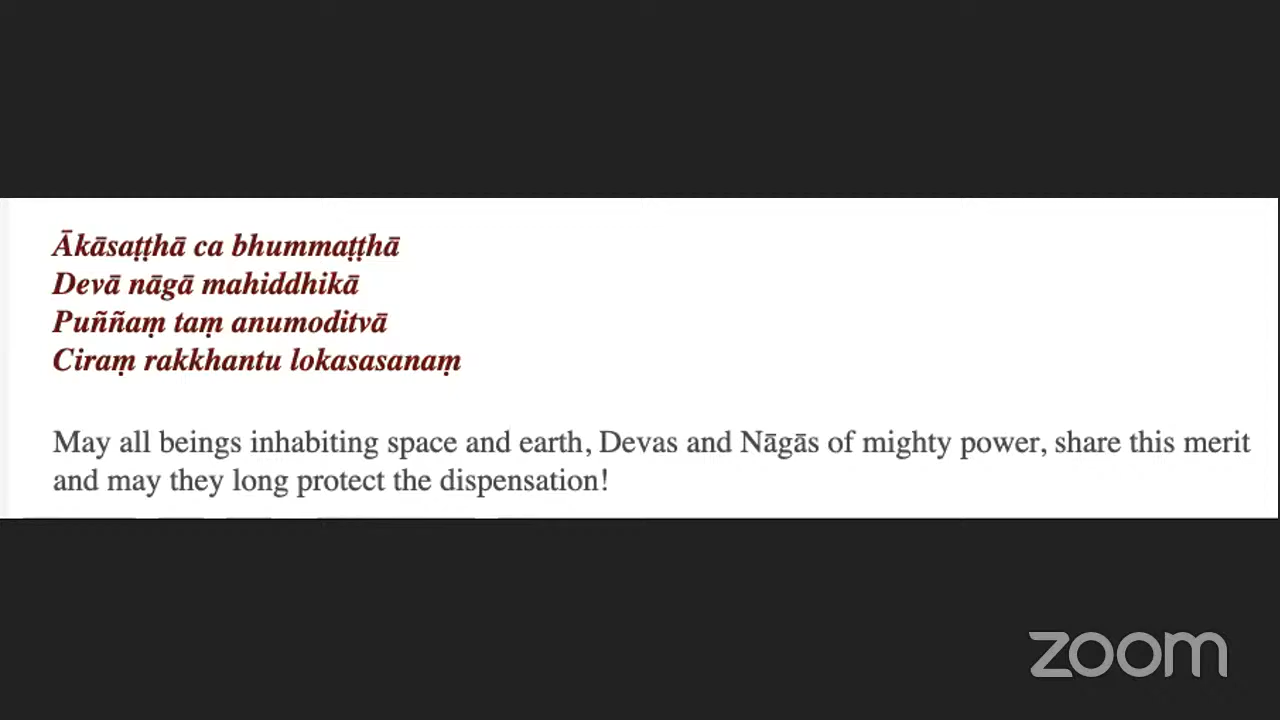 Ākāsaṭṭhā ca bhummaṭṭhā
Devā nāgā mahiddhikā
Puññaṃ taṃ anumoditvā
Ciraṃ rakkhantu lokasasanaṃ
May all beings inhabiting space and earth, Devas and Nāgās of mighty power, share this merit
and may they long protect the dispensation!
zoom